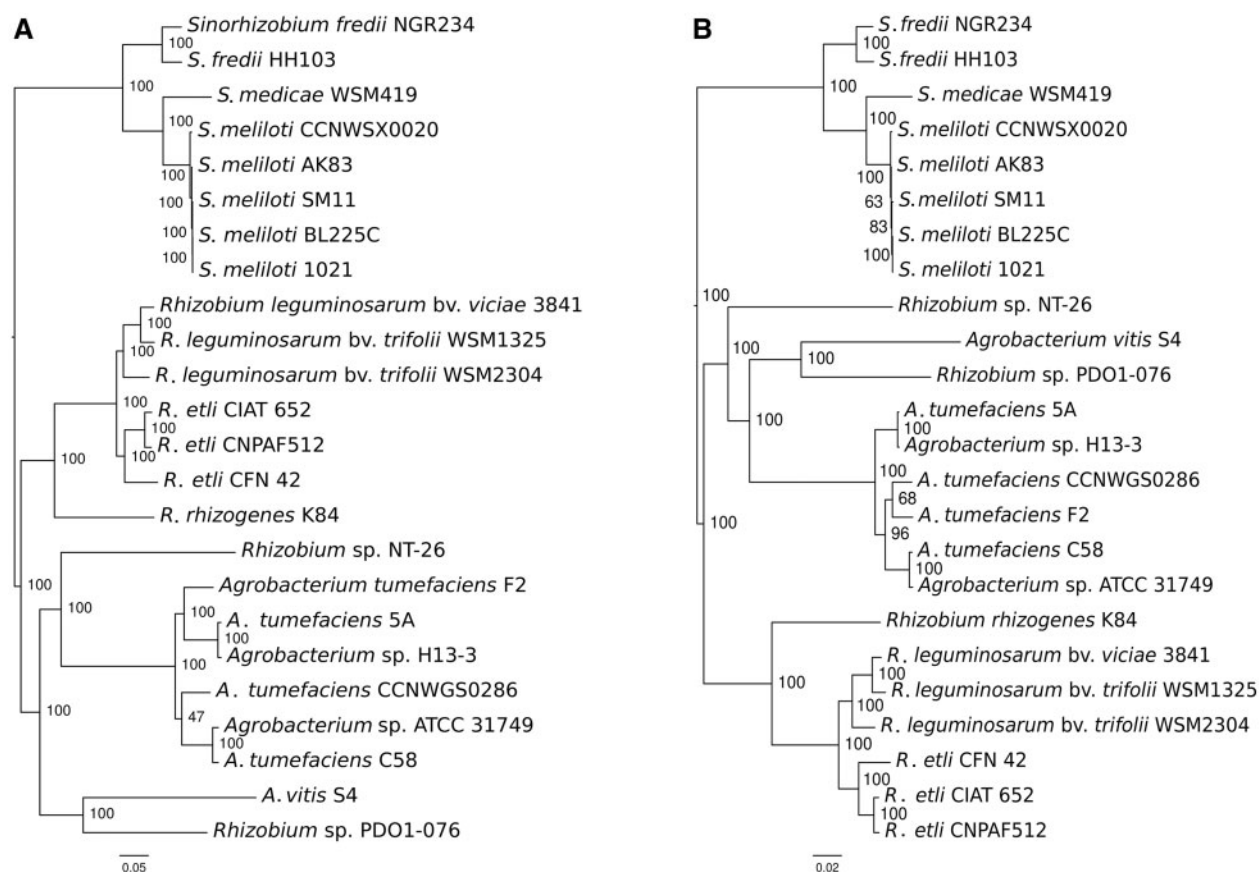 A
Sinorhizobium fredii NGR234
100
S. fredii HH103
100
S. medicae WSM419
100
S. meliloti CCNWSX0020
S. meliloti AK83
100
100
S. meliloti SM11
100
S. meliloti BL225C
100
S. meliloti 1021
Rhizobium leguminosarum bv. viciae 3841
100
R. leguminosarum bv. trifolii WSM1325
100
R. leguminosarum bv. trifolii WSM2304
100
R. etli CIAT 652
100
R. etli CNPAF512
100
100
R. etli CFN 42
R. rhizogenes K84
Rhizobium sp. NT-26
100
100
Agrobacterium tumefaciens F2
100
A. tumefaciens 5A
100
Agrobacterium sp. H13-3
100
A. tumefaciens CCNWGS0286
100
47
Agrobacterium sp. ATCC 31749
100
A. tumefaciens C58
A.vitis S4
100
Rhizobium sp. PDO1-076
0.05
B
S. fredii NGR234
100
S.fredii HH103
100
S. medicae WSM419
100
S. meliloti CCNWSX0020
S. meliloti AK83
100
63
S.meliloti SM11
83
S. meliloti BL225C
100
S. meliloti 1021
100
Rhizobium sp. NT-26
Agrobacterium vitis S4
100
100
Rhizobium sp. PDO1-076
A. tumefaciens 5A
100
100
Agrobacterium sp. H13-3
100
A. tumefaciens CCNWGS0286
68
A. tumefaciens F2
100
96
A. tumefaciens C58
100
Agrobacterium sp. ATCC 31749
Rhizobium rhizogenes K84
R. leguminosarum bv. viciae 3841
100
100
R. leguminosarum bv. trifolii WSM1325
100
R. leguminosarum bv. trifolii WSM2304
100
R. etli CFN 42
100
R. etli CIAT 652
100
R. etli CNPAF512
0.02